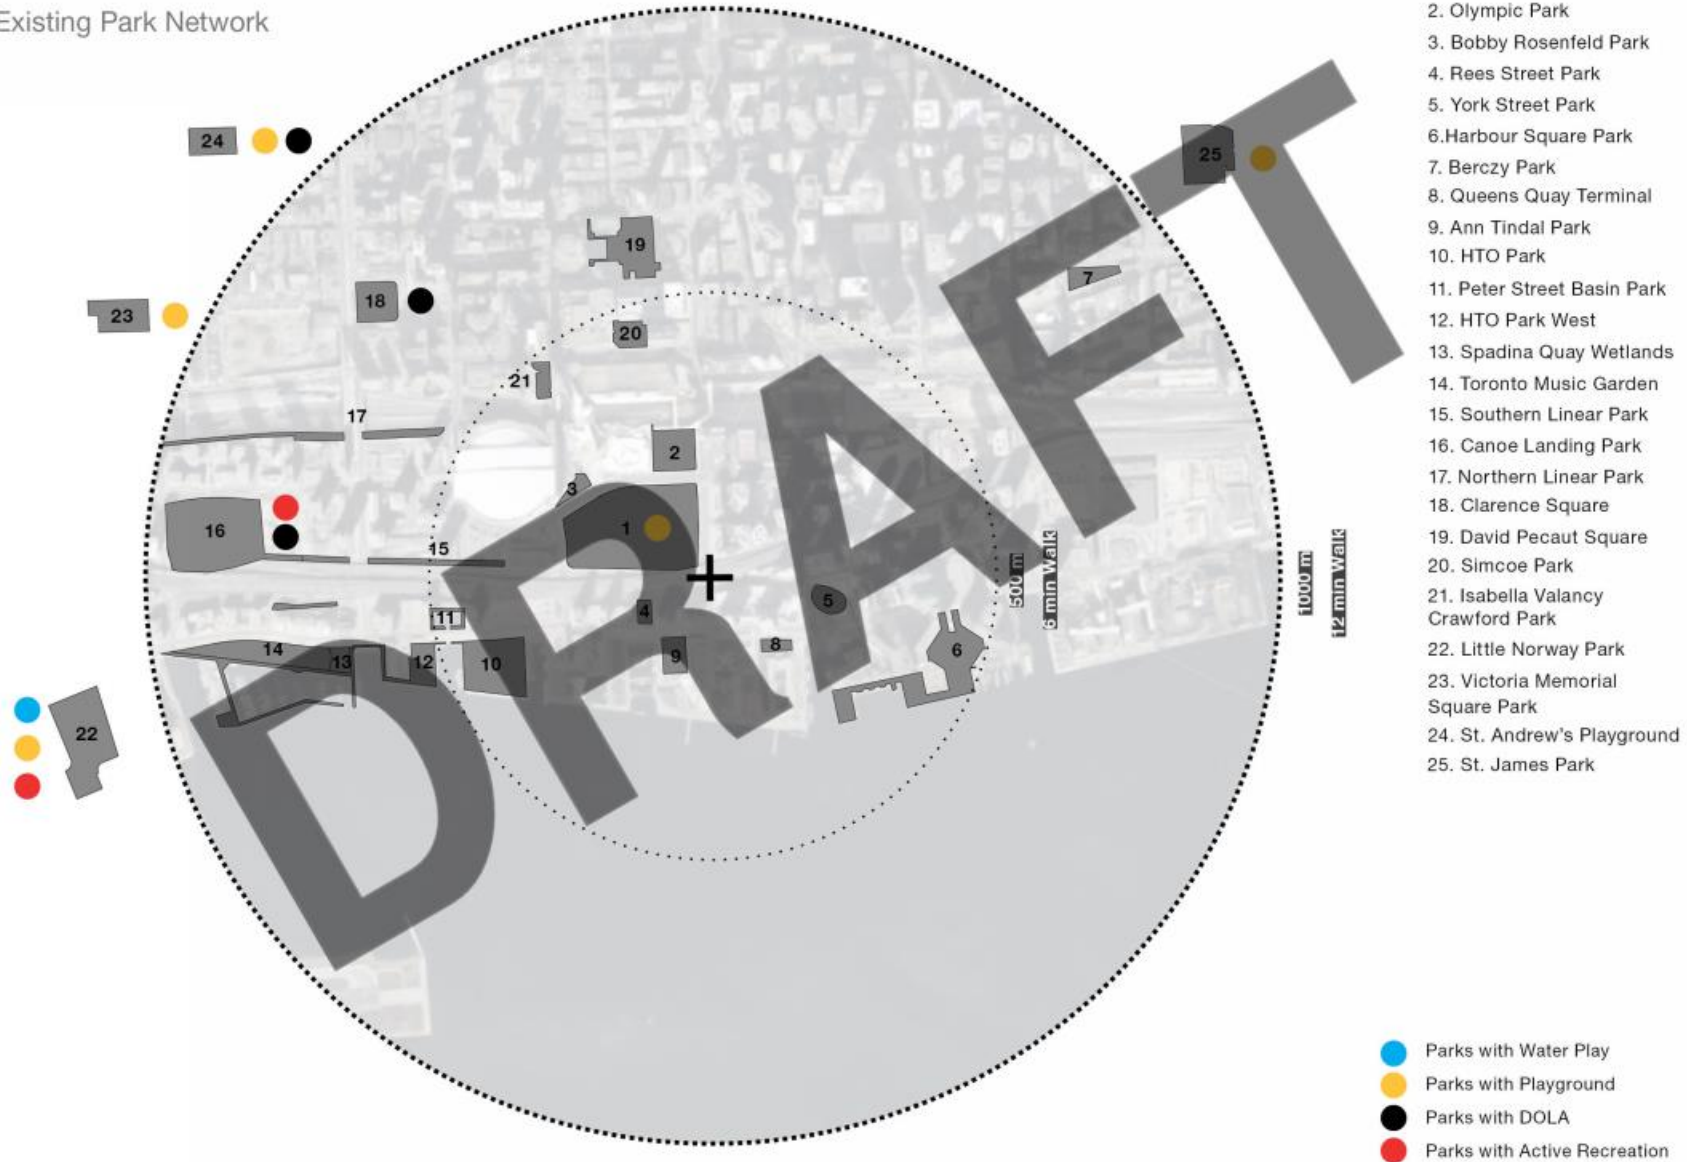 Existing Park Network
2. Olympic Park
3. Bobby Rosenfeld Park
4. Rees Street Park
5. York Street Park
6.Harbour Square Park
7. Berczy Park
8. Queens Quay Terminal
9. Ann Tindal Park
10. HTO Park
11. Peter Street Basin Park
12. HTO Park West
13. Spadina Quay Wetlands
14. Toronto Music Garden
15. Southern Linear Park
16. Canoe Landing Park
17. Northern Linear Park
18. Clarence Square
19. David Pecaut Square
20. Simcoe Park
21. Isabella Valancy
Crawford Park
22. Little Norway Park
23. Victoria Memorial
Square Park
24. St. Andrew's Playground
25. St. James Park
24
25
19
7
18
23
20
21
17
2
3
16
1
15
500 m
6 min Walk
1000 m
12 min Walk
5
4
11
8
6
14
13
12
10
9
22
DRAFT
Parks with Water Play
Parks with Playground
Parks with DOLA
Parks with Active Recreation